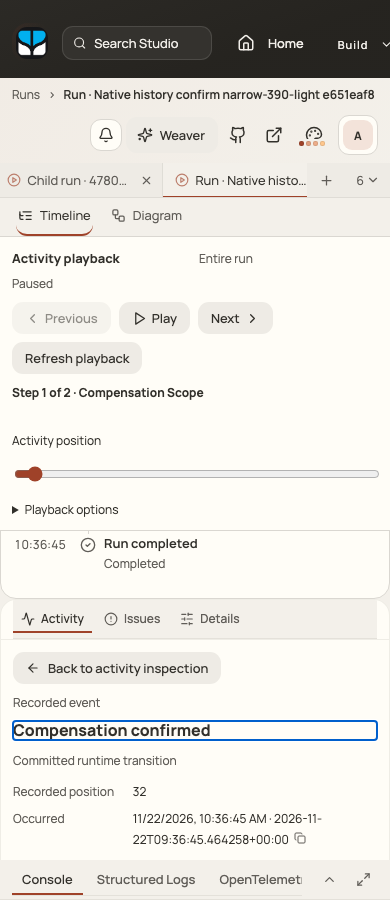 Search Studio
Home
Build
Runs > Run · Native history confirm narrow-390-light e651eaf8
Weaver
A
Child run · 4780...
Run · Native histo...
6
Timeline
Diagram
Activity playback
Entire run
Paused
Previous
Play
Next
Refresh playback
Step 1 of 2 · Compensation Scope
Activity position
Playback options
10:36:45
Run completed
Completed
Activity
Issues
Details
Back to activity inspection
Recorded event
Compensation confirmed
Committed runtime transition
Recorded position 32
Occurred 11/22/2026, 10:36:45 AM · 2026-11-
22T09:36:45.464258+00:00
Console
Structured Logs
OpenTelemet